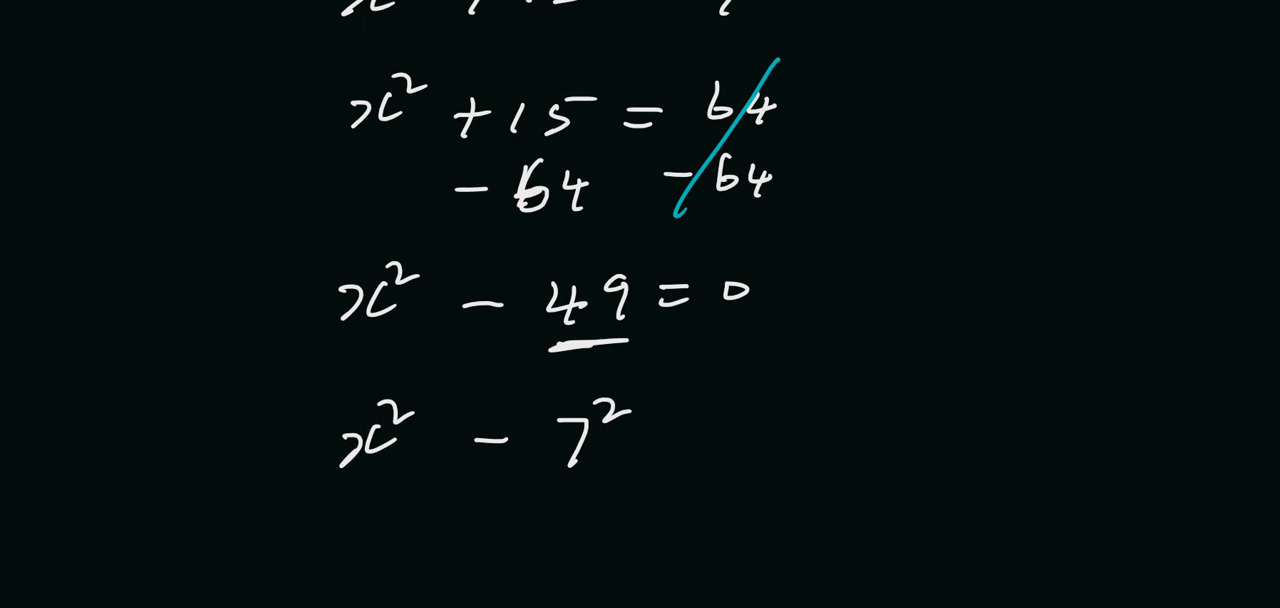 x² + 15 = 64
- 64 - 64
x² - 49 = 0
x² - 7²